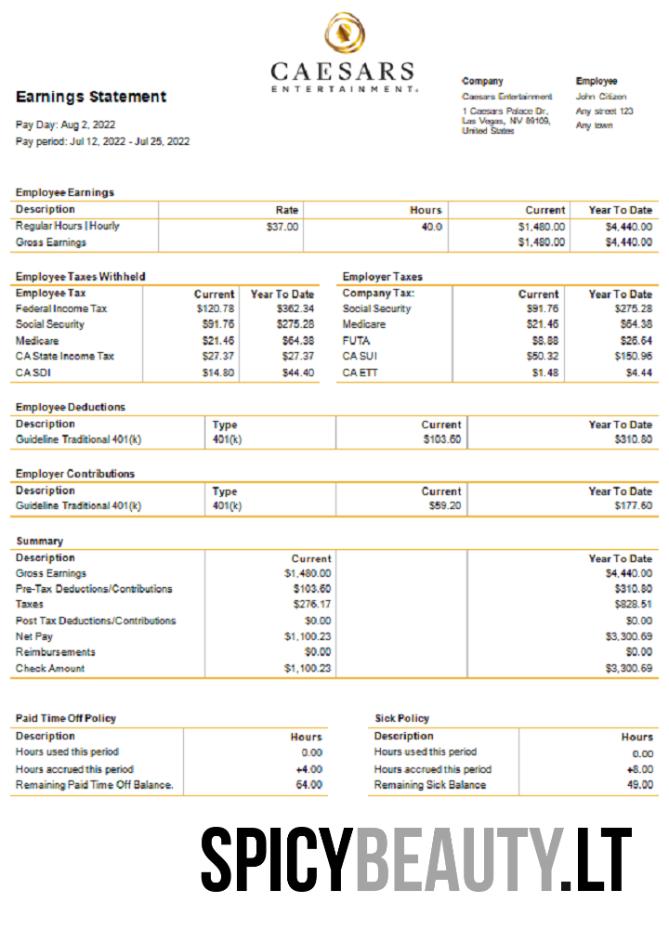 CAESARS
ENTERTAINMENT.
Earnings Statement
Pay Day: Aug 2, 2022
Pay period: Jul 12, 2022 - Jul 25, 2022
Company
Caesars Entertainment
1 Caesars Palace Dr,
Las Vegas, NV 89109,
United States
Employee
John Citizen
Any street 123
Any town
Employee Earnings
Description Rate Hours Current Year To Date
Regular Hours | Hourly $37.00 40.0 $1,480.00 $4,440.00
Gross Earnings $1,480.00 $4,440.00
Employee Taxes Withheld
Employee Tax Current Year To Date
Federal Income Tax $120.78 $362.34
Social Security $91.76 $275.28
Medicare $21.46 $64.38
CA State Income Tax $27.37 $27.37
CA SDI $14.80 $44.40
Employer Taxes
Company Tax: Current Year To Date
Social Security $91.76 $275.28
Medicare $21.46 $64.38
FUTA $8.88 $26.64
CA SUI $50.32 $150.96
CA ETT $1.48 $4.44
Employee Deductions
Description Type Current Year To Date
Guideline Traditional 401(k) 401(k) $103.60 $310.80
Employer Contributions
Description Type Current Year To Date
Guideline Traditional 401(k) 401(k) $59.20 $177.60
Summary
Description Current Year To Date
Gross Earnings $1,480.00 $4,440.00
Pre-Tax Deductions/Contributions $103.60 $310.80
Taxes $276.17 $828.51
Post Tax Deductions/Contributions $0.00 $0.00
Net Pay $1,100.23 $3,300.69
Reimbursements $0.00 $0.00
Check Amount $1,100.23 $3,300.69
Paid Time Off Policy
Description Hours
Hours used this period 0.00
Hours accrued this period +4.00
Remaining Paid Time Off Balance. 64.00
Sick Policy
Description Hours
Hours used this period 0.00
Hours accrued this period +8.00
Remaining Sick Balance 49.00
SPICYBEAUTY.LT